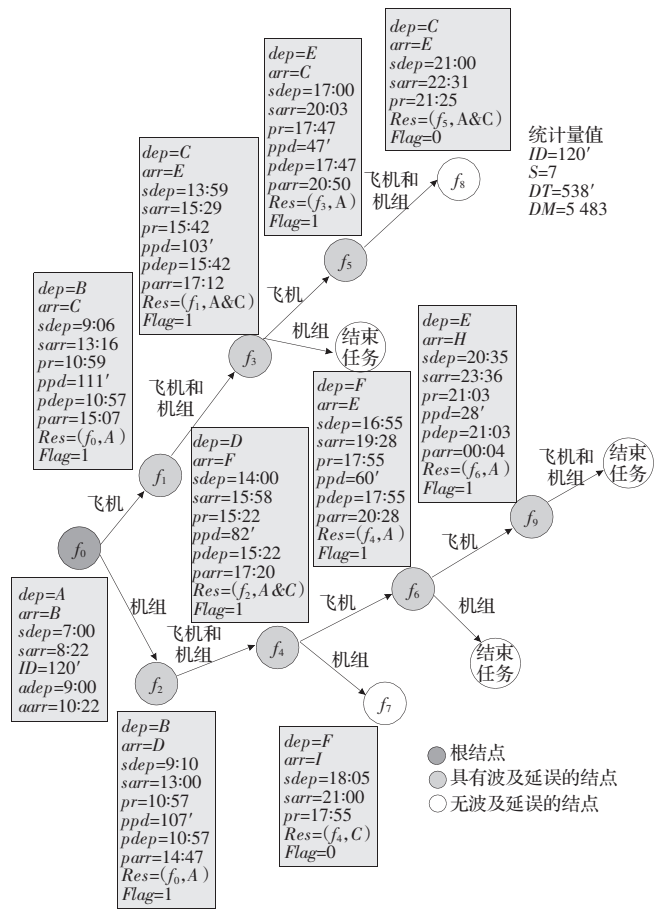 dep=C
arr=E
sdep=21:00
sarr=22:31
pr=21:25
Res=(f₅,A&C)
Flag=0
dep=E
arr=C
sdep=17:00
sarr=20:03
pr=17:47
ppd=47′
pdep=17:47
parr=20:50
Res=(f₃,A)
Flag=1
统计量值
ID=120′
S=7
DT=538′
DM=5 483
dep=C
arr=E
sdep=13:59
sarr=15:29
pr=15:42
ppd=103′
pdep=15:42
parr=17:12
Res=(f₁,A&C)
Flag=1
飞机和
机组
f₈
f₅
飞机
dep=B
arr=C
sdep=9:06
sarr=13:16
pr=10:59
ppd=111′
pdep=10:57
parr=15:07
Res=(f₀,A)
Flag=1
机组
结束
任务
f₃
飞机和
机组
dep=E
arr=H
sdep=20:35
sarr=23:36
pr=21:03
ppd=28′
pdep=21:03
parr=00:04
Res=(f₆,A)
Flag=1
dep=F
arr=E
sdep=16:55
sarr=19:28
pr=17:55
ppd=60′
pdep=17:55
parr=20:28
Res=(f₄,A)
Flag=1
dep=D
arr=F
sdep=14:00
sarr=15:58
pr=15:22
ppd=82′
pdep=15:22
parr=17:20
Res=(f₂,A&C)
Flag=1
飞机和
机组
结束
任务
f₁
飞机
f₀
f₉
飞机
dep=A
arr=B
sdep=7:00
sarr=8:22
ID=120′
adep=9:00
aarr=10:22
机组
飞机和
机组
飞机
f₆
机组
结束
任务
f₄
机组
f₂
f₇
dep=B
arr=D
sdep=9:10
sarr=13:00
pr=10:57
ppd=107′
pdep=10:57
parr=14:47
Res=(f₀,A)
Flag=1
dep=F
arr=I
sdep=18:05
sarr=21:00
pr=17:55
Res=(f₄,C)
Flag=0
根结点
具有波及延误的结点
无波及延误的结点